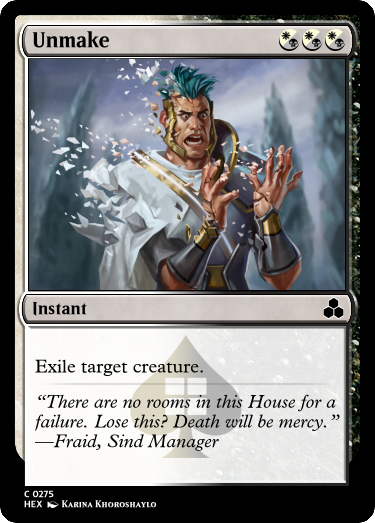 Unmake
Instant
Exile target creature.
“There are no rooms in this House for a
failure. Lose this? Death will be mercy.”
—Fraid, Sind Manager
C 0275
HEX Karina Khoroshaylo